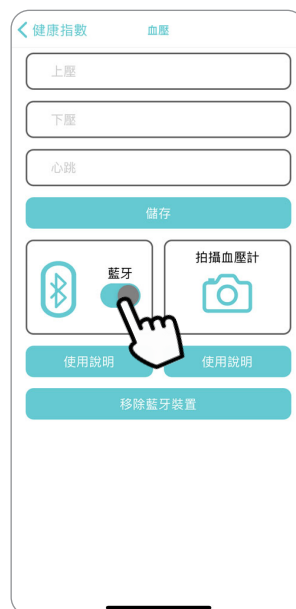 健康指數 血壓
上壓
下壓
心跳
儲存
藍牙
拍攝血壓計
使用說明 使用說明
移除藍牙裝置